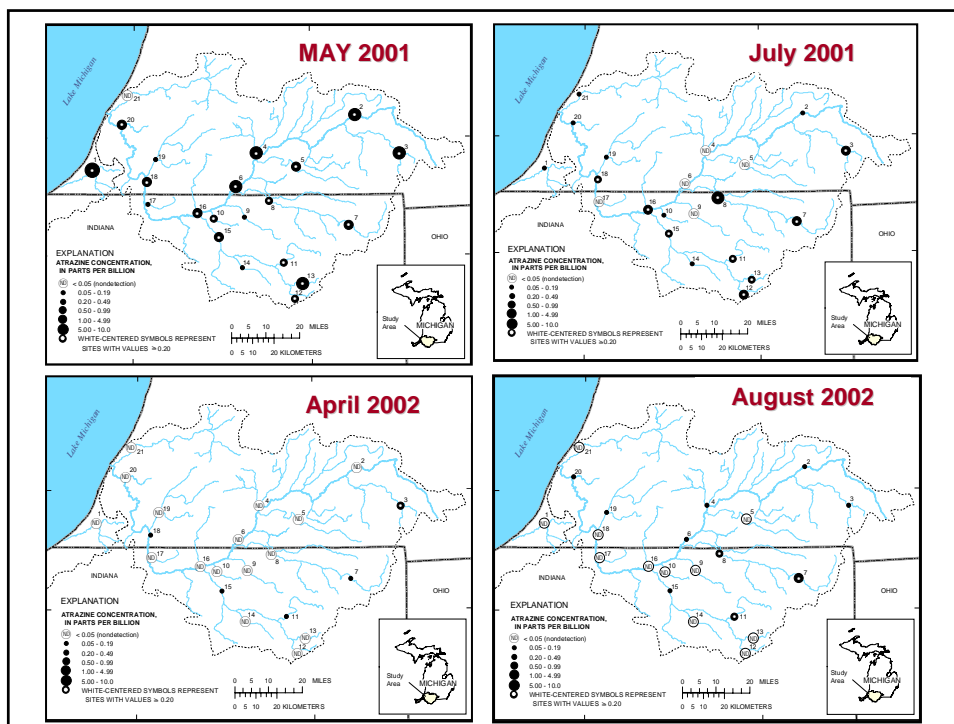 MAY 2001
Lake Michigan
ND
21
20
2
1
19
4
3
5
18
6
17
8
16
10
9
7
15
INDIANA
OHIO
14
11
13
12
EXPLANATION
ATRAZINE CONCENTRATION,
IN PARTS PER BILLION
ND < 0.05 (nondetection)
0.05 - 0.19
0.20 - 0.49
0.50 - 0.99
1.00 - 4.99
5.00 - 10.0
WHITE-CENTERED SYMBOLS REPRESENT
SITES WITH VALUES ≥ 0.20
0 5 10 20 MILES
0 5 10 20 KILOMETERS
Study
Area
MICHIGAN
July 2001
Lake Michigan
21
20
2
19
ND 4
3
ND 5
1
18
ND 6
ND 17
8
16
10
ND 9
7
15
INDIANA
OHIO
14
11
13
12
EXPLANATION
ATRAZINE CONCENTRATION,
IN PARTS PER BILLION
ND < 0.05 (nondetection)
0.05 - 0.19
0.20 - 0.49
0.50 - 0.99
1.00 - 4.99
5.00 - 10.0
WHITE-CENTERED SYMBOLS REPRESENT
SITES WITH VALUES ≥ 0.20
0 5 10 20 MILES
0 5 10 20 KILOMETERS
Study
Area
MICHIGAN
April 2002
Lake Michigan
ND 21
ND 20
ND 2
ND 19
ND 4
3
ND 1
ND 5
18
ND 6
ND 17
ND 8
ND 16
ND 10
ND 9
7
15
INDIANA
OHIO
ND 14
11
ND 13
ND 12
EXPLANATION
ATRAZINE CONCENTRATION,
IN PARTS PER BILLION
ND < 0.05 (nondetection)
0.05 - 0.19
0.20 - 0.49
0.50 - 0.99
1.00 - 4.99
5.00 - 10.0
WHITE-CENTERED SYMBOLS REPRESENT
SITES WITH VALUES ≥ 0.20
0 5 10 20 MILES
0 5 10 20 KILOMETERS
Study
Area
MICHIGAN
August 2002
Lake Michigan
ND 21
20
2
19
4
3
ND 1
ND 5
ND 18
6
ND 17
8
ND 16
ND 10
ND 9
7
15
INDIANA
OHIO
ND 14
11
ND 13
ND 12
EXPLANATION
ATRAZINE CONCENTRATION,
IN PARTS PER BILLION
ND < 0.05 (nondetection)
0.05 - 0.19
0.20 - 0.49
0.50 - 0.99
1.00 - 4.99
5.00 - 10.0
WHITE-CENTERED SYMBOLS REPRESENT
SITES WITH VALUES ≥ 0.20
0 5 10 20 MILES
0 5 10 20 KILOMETERS
Study
Area
MICHIGAN